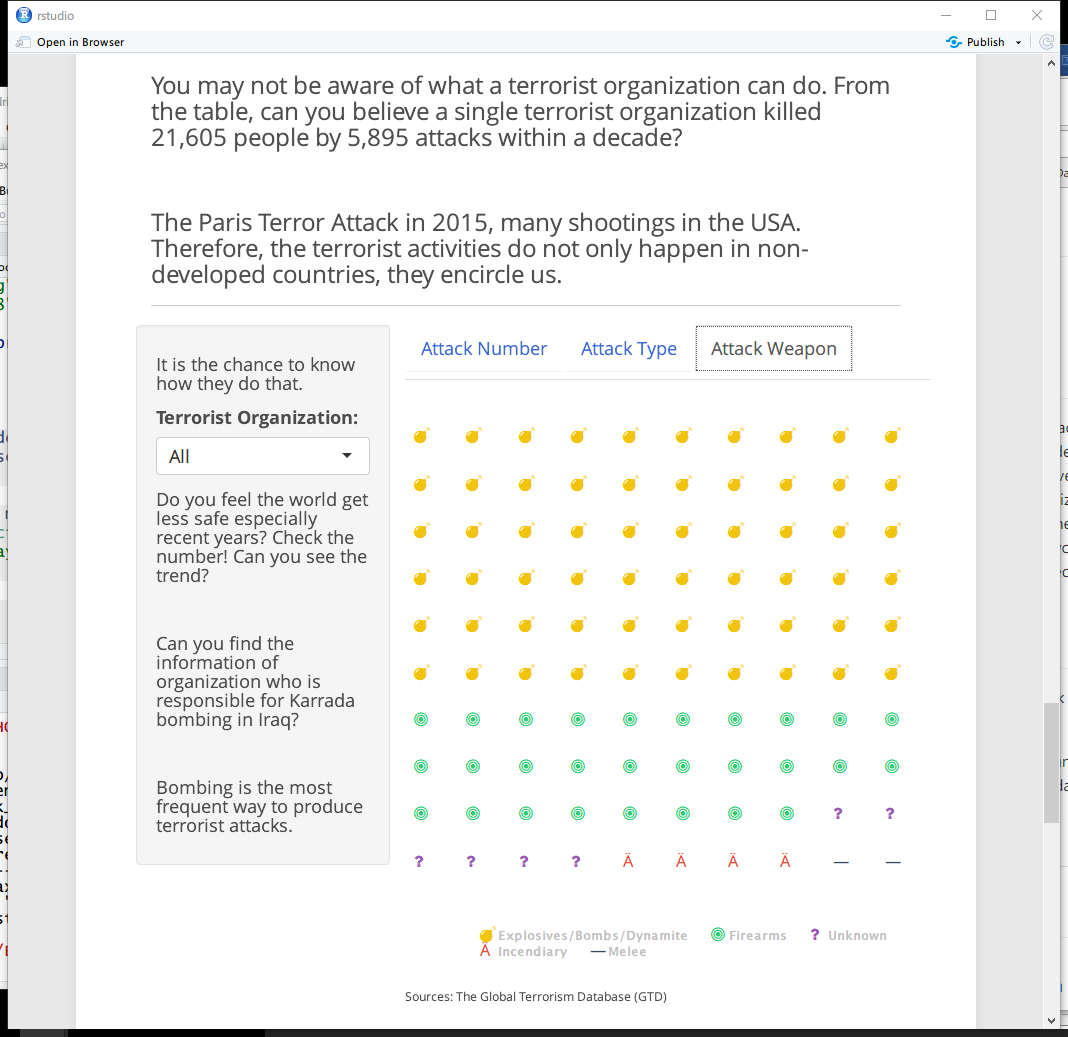 rstudio
Open in Browser
Publish
You may not be aware of what a terrorist organization can do. From
the table, can you believe a single terrorist organization killed
21,605 people by 5,895 attacks within a decade?
The Paris Terror Attack in 2015, many shootings in the USA.
Therefore, the terrorist activities do not only happen in non-
developed countries, they encircle us.
It is the chance to know
how they do that.
Terrorist Organization:
All
Do you feel the world get
less safe especially
recent years? Check the
number! Can you see the
trend?
Can you find the
information of
organization who is
responsible for Karrada
bombing in Iraq?
Bombing is the most
frequent way to produce
terrorist attacks.
Attack Number Attack Type Attack Weapon
? ?
? ? ? ? Ä Ä Ä Ä — —
Explosives/Bombs/Dynamite Firearms ? Unknown
Ä Incendiary — Melee
Sources: The Global Terrorism Database (GTD)